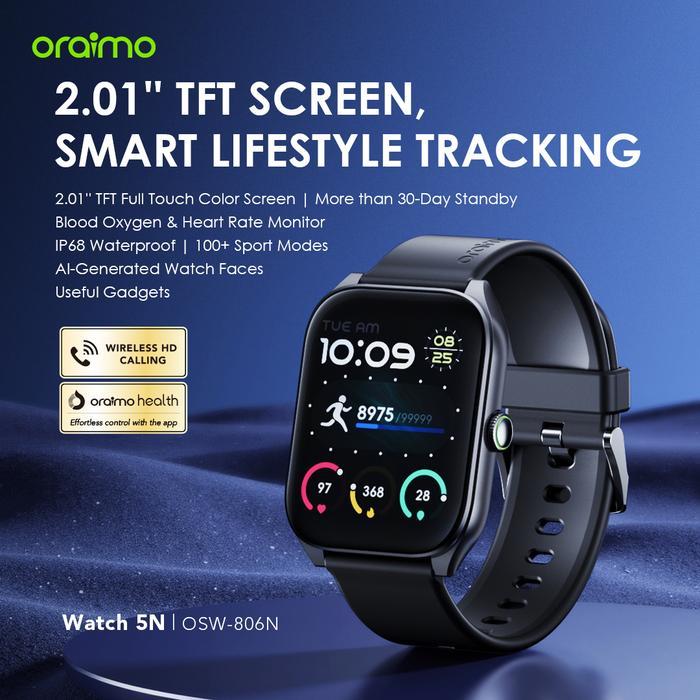 oraimo
2.01" TFT SCREEN,
SMART LIFESTYLE TRACKING
2.01" TFT Full Touch Color Screen | More than 30-Day Standby
Blood Oxygen & Heart Rate Monitor
IP68 Waterproof | 100+ Sport Modes
AI-Generated Watch Faces
Useful Gadgets
WIRELESS HD
CALLING
oraimo health
Effortless control with the app
oraimo
TUE AM
10:09
08
25
8975/99999
97
368
28
Watch 5N | OSW-806N